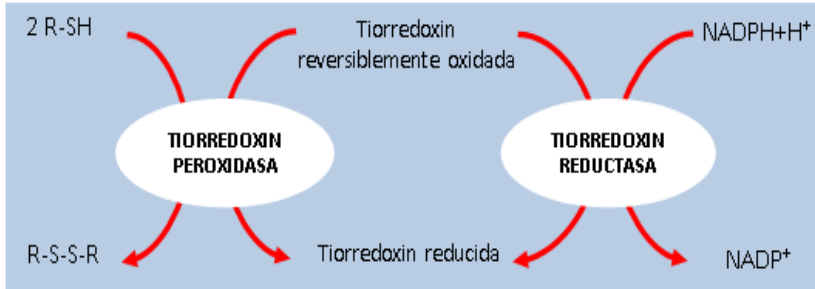 2 R-SH
Tiorredoxin
reversiblemente oxidada
NADPH+H⁺
TIORREDOXIN
PEROXIDASA
TIORREDOXIN
REDUCTASA
R-S-S-R
Tiorredoxin reducida
NADP⁺